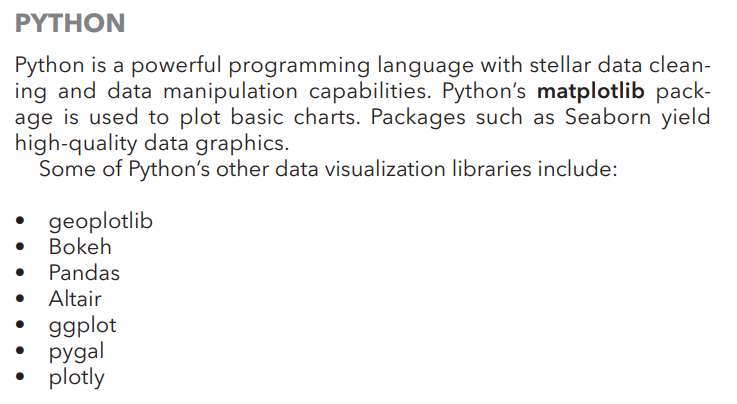 PYTHON
Python is a powerful programming language with stellar data clean-
ing and data manipulation capabilities. Python’s matplotlib pack-
age is used to plot basic charts. Packages such as Seaborn yield
high-quality data graphics.
Some of Python’s other data visualization libraries include:
• geoplotlib
• Bokeh
• Pandas
• Altair
• ggplot
• pygal
• plotly